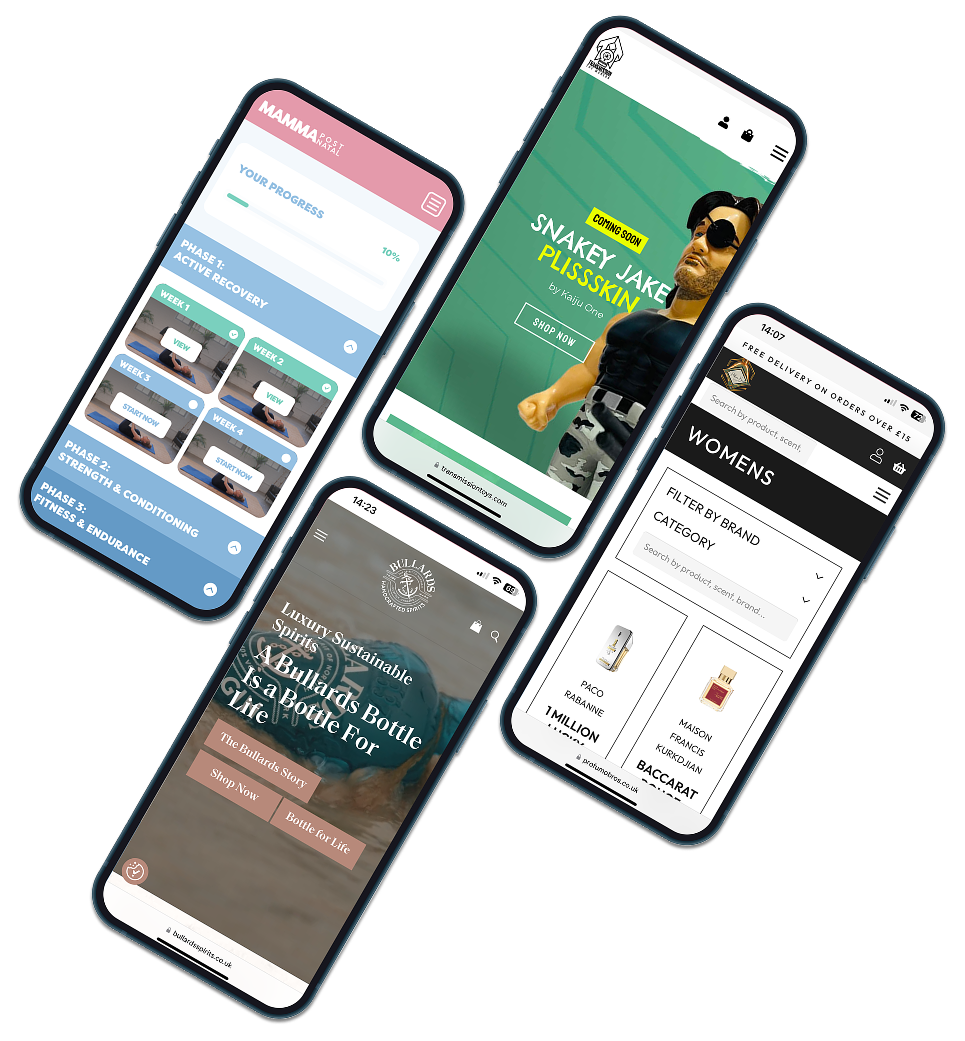 MAMMA POST
NATAL
YOUR PROGRESS
10%
PHASE 1:
ACTIVE RECOVERY
WEEK 1
VIEW
WEEK 2
VIEW
WEEK 3
START NOW
WEEK 4
START NOW
PHASE 2:
STRENGTH & CONDITIONING
PHASE 3:
FITNESS & ENDURANCE
TRANSMISSION
COMING SOON
SNAKEY JAKE
PLISSSKIN
by Kaiju One
SHOP NOW
transmissiontoys.com
14:23
69
BULLARDS
HANDCRAFTED SPIRITS
Luxury Sustainable
Spirits
A Bullards Bottle
Is a Bottle For
Life
The Bullards Story
Shop Now
Bottle for Life
bullardsspirits.co.uk
14:07
72
FREE DELIVERY ON ORDERS OVER £15
Search by product, scent,
WOMENS
FILTER BY BRAND
CATEGORY
Search by product, scent, brand...
PACO
RABANNE
1 MILLION
MAISON
FRANCIS
KURKDJIAN
BACCARAT
profumobros.co.uk